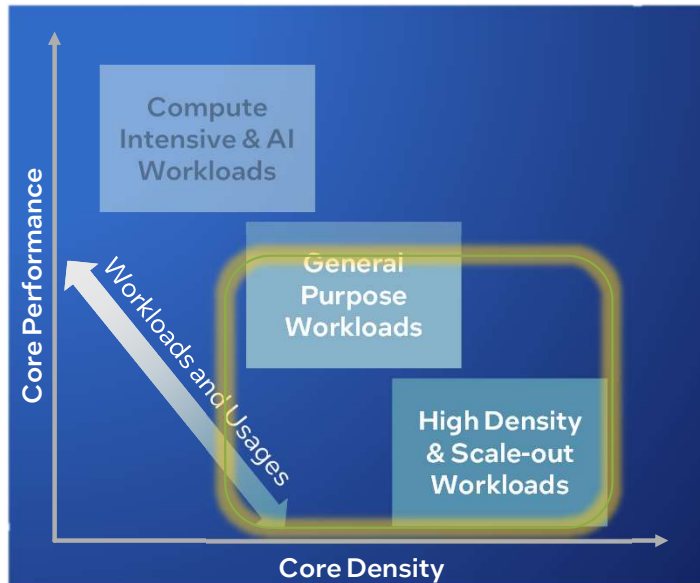 Compute
Intensive & AI
Workloads
General
Purpose
Workloads
High Density
& Scale-out
Workloads
Workloads and Usages
Core Performance
Core Density